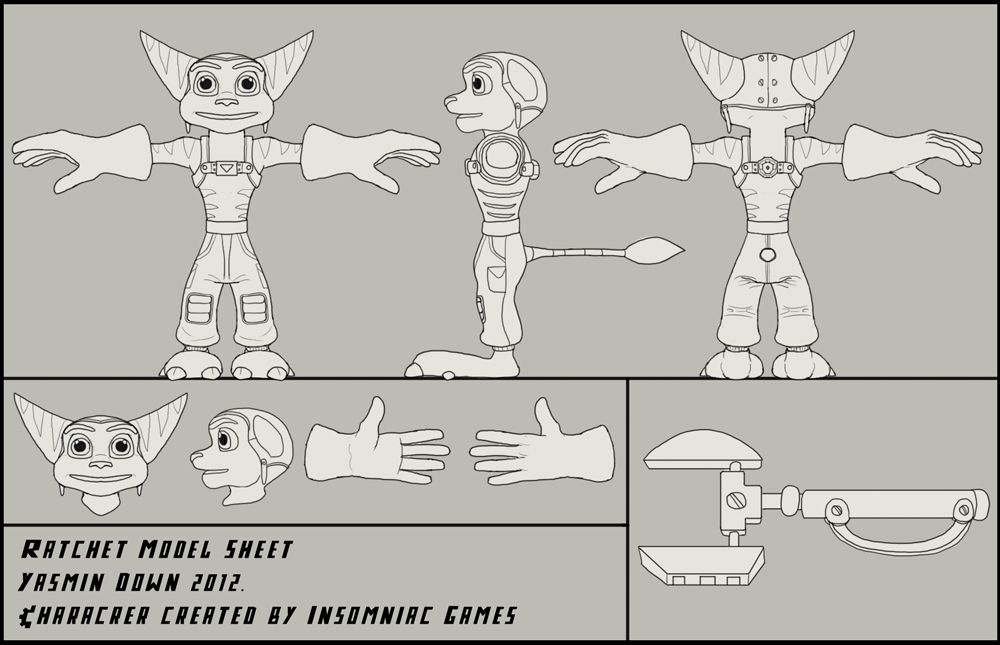 Ratchet Model Sheet
Yasmin Down 2012.
Characrer created by Insomniac Games